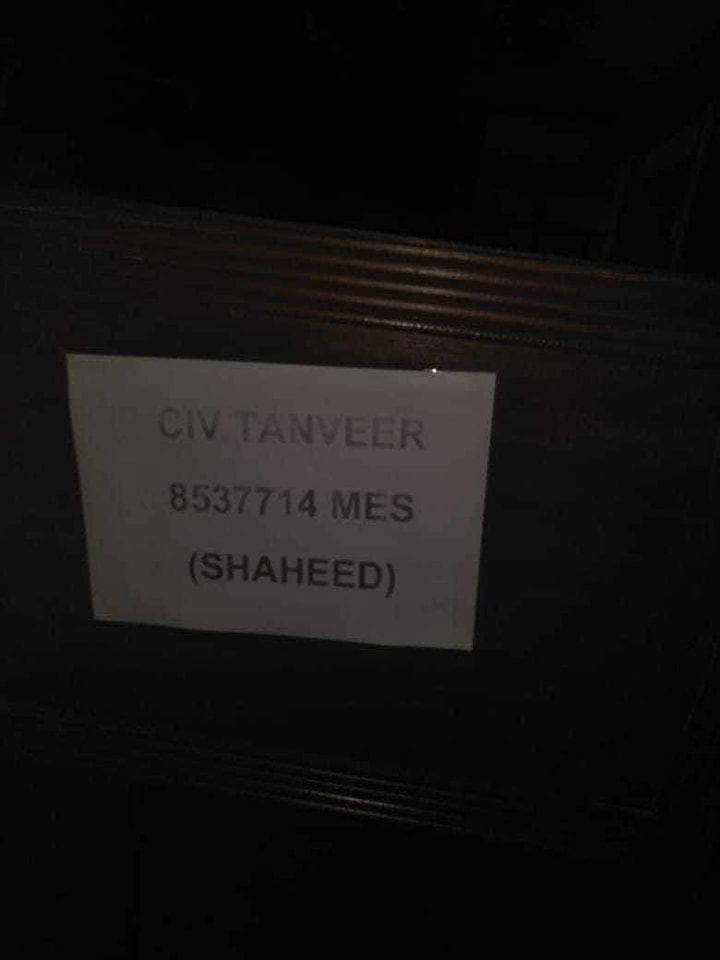 CIV TANVEER
8537714 MES
(SHAHEED)